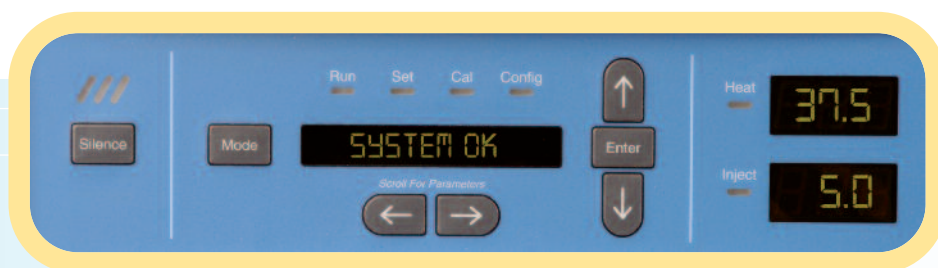 Run Set Cal Config
Heat
37.5
Silence
Mode
SYSTEM OK
Enter
Scroll For Parameters
Inject
5.0